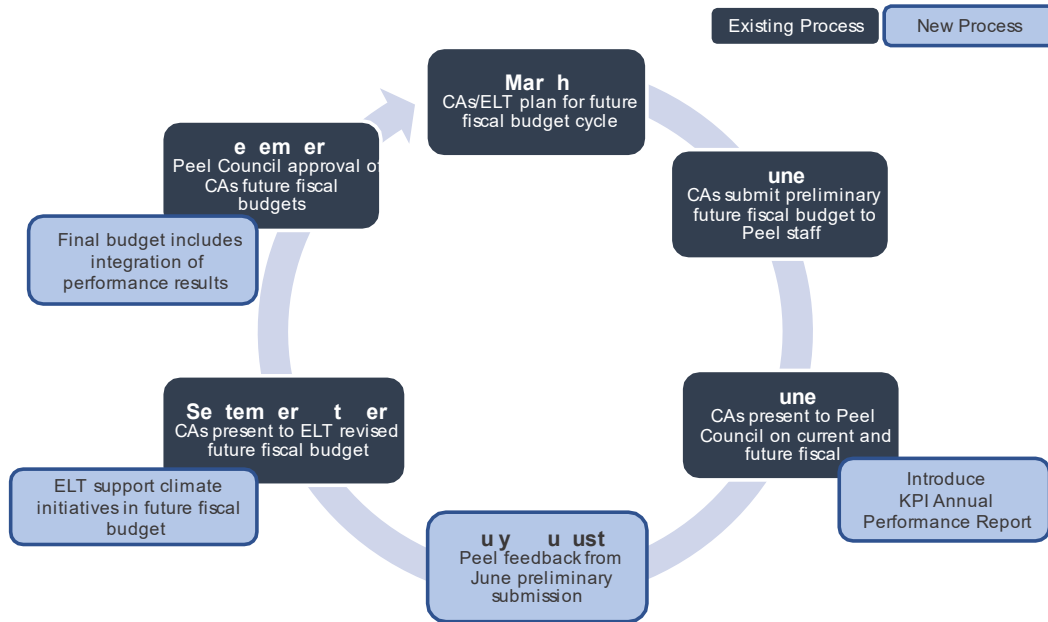 Existing Process
New Process
Mar h
CAs/ELT plan for future
fiscal budget cycle
une
CAs submit preliminary
future fiscal budget to
Peel staff
une
CAs present to Peel
Council on current and
future fiscal
Introduce
KPI Annual
Performance Report
u y u ust
Peel feedback from
June preliminary
submission
Se tem er t er
CAs present to ELT revised
future fiscal budget
ELT support climate
initiatives in future fiscal
budget
e em er
Peel Council approval of
CAs future fiscal
budgets
Final budget includes
integration of
performance results